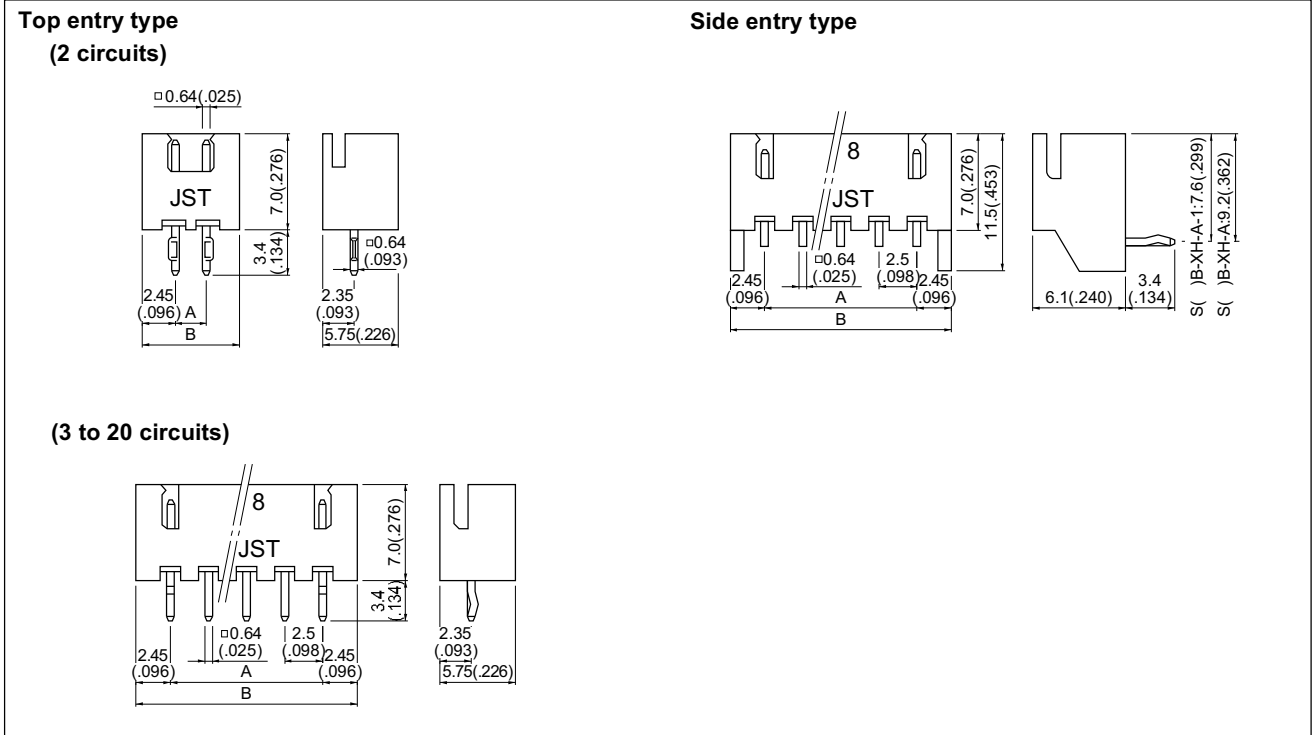 Top entry type
(2 circuits)
□0.64(.025)
JST
7.0(.276)
3.4
(.134)
2.45
(.096)
A
B
□0.64
(.093)
2.35
(.093)
5.75(.226)
Side entry type
8
JST
7.0(.276)
11.5(.453)
□0.64
(.025)
2.5
(.098)
2.45
(.096)
2.45
(.096)
A
B
6.1(.240)
3.4
(.134)
S( )B-XH-A-1:7.6(.299)
S( )B-XH-A:9.2(.362)
(3 to 20 circuits)
8
JST
7.0(.276)
3.4
(.134)
□0.64
(.025)
2.5
(.098)
2.45
(.096)
2.45
(.096)
A
B
2.35
(.093)
5.75(.226)